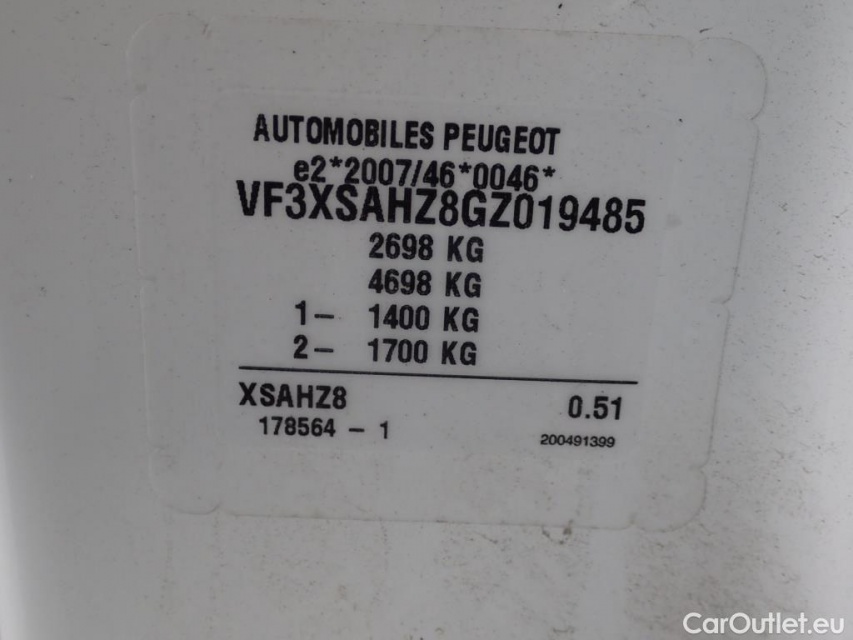 AUTOMOBILES PEUGEOT
e2*2007/46*0046*
VF3XSAHZ8GZ019485
2698 KG
4698 KG
1- 1400 KG
2- 1700 KG
XSAHZ8 0.51
178564 - 1 200491399
CarOutlet.eu